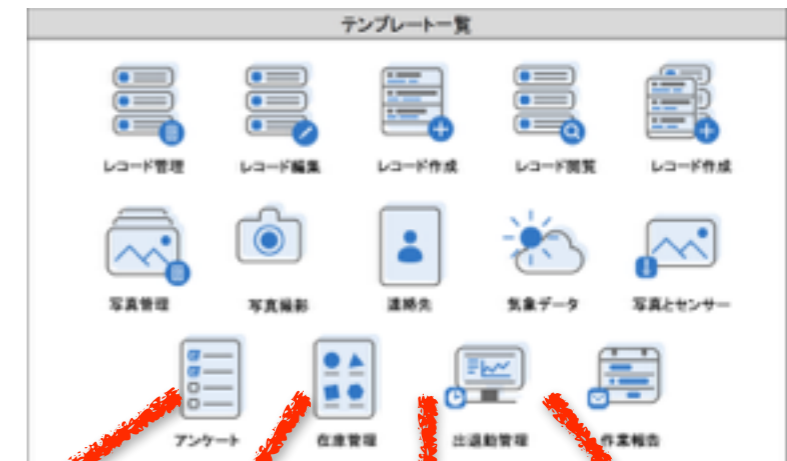 テンプレート一覧
レコード管理 レコード編集 レコード作成 レコード閲覧 レコード作成
写真管理 写真撮影 連絡先 気象データ 写真とセンサー
アンケート 在庫管理 出退勤管理 作業報告